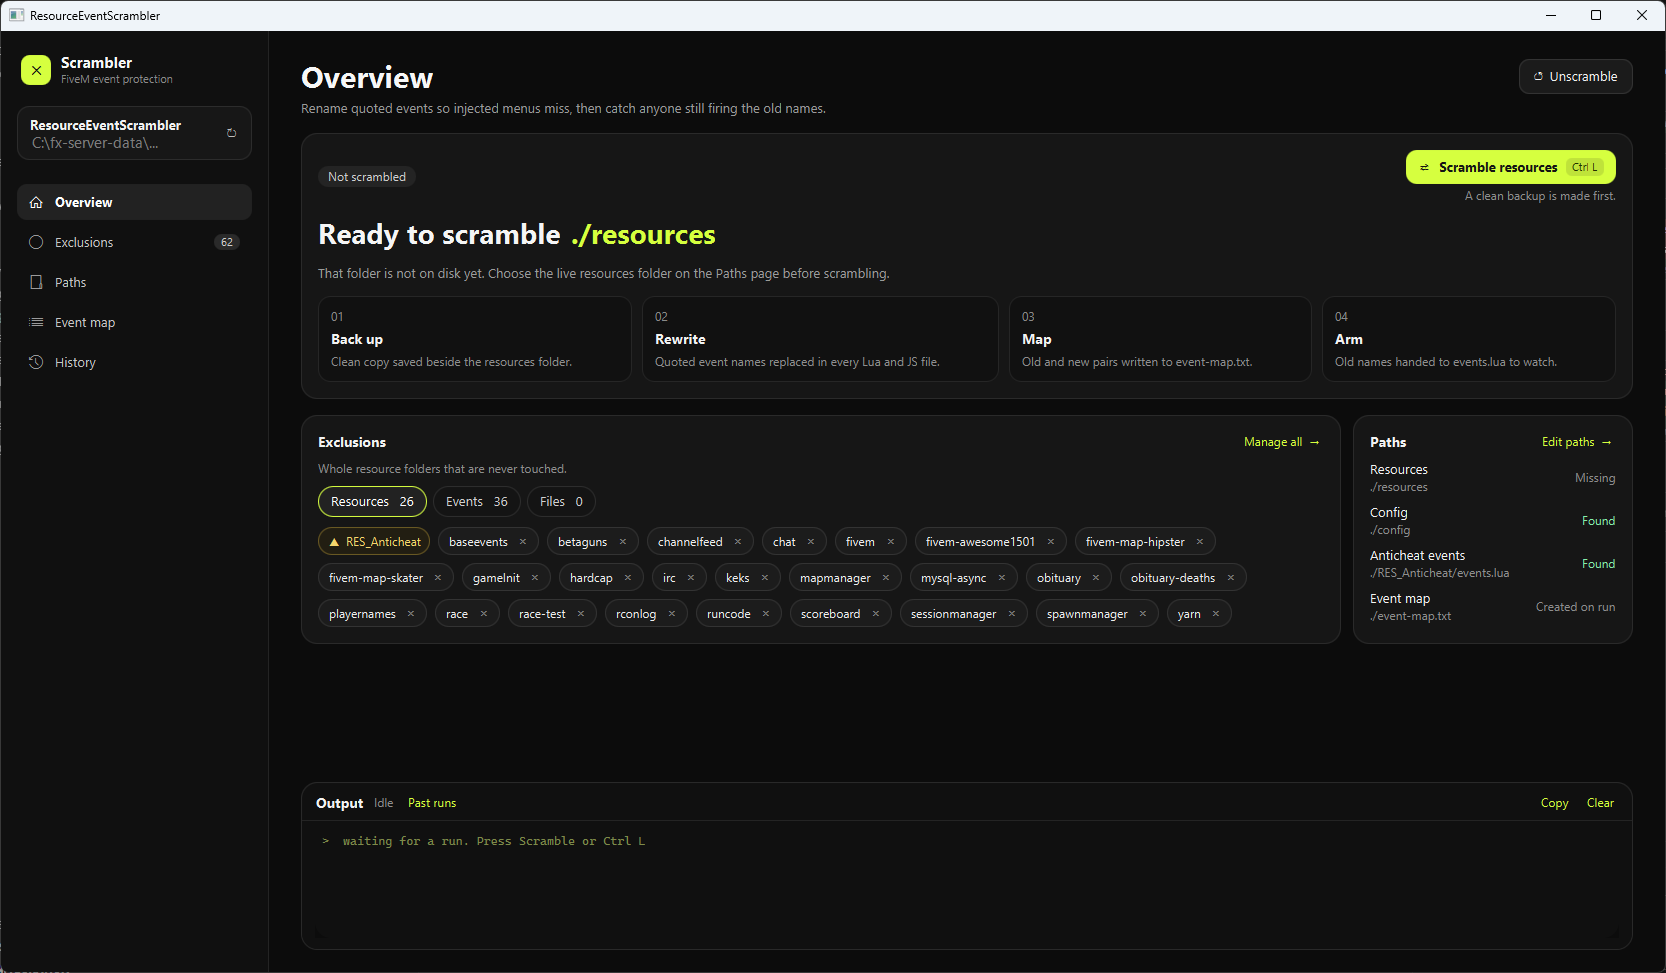 ResourceEventScrambler
Scrambler
FiveM event protection
ResourceEventScrambler
C:\fx-server-data\...
Overview
Exclusions 62
Paths
Event map
History
Overview
Rename quoted events so injected menus miss, then catch anyone still firing the old names.
Unscramble
Not scrambled
Scramble resources Ctrl L
A clean backup is made first.
Ready to scramble ./resources
That folder is not on disk yet. Choose the live resources folder on the Paths page before scrambling.
01
Back up
Clean copy saved beside the resources folder.
02
Rewrite
Quoted event names replaced in every Lua and JS file.
03
Map
Old and new pairs written to event-map.txt.
04
Arm
Old names handed to events.lua to watch.
Exclusions
Manage all →
Whole resource folders that are never touched.
Resources 26 Events 36 Files 0
RES_Anticheat baseevents × betaguns × channelfeed × chat × fivem × fivem-awesome1501 × fivem-map-hipster ×
fivem-map-skater × gameInit × hardcap × irc × keks × mapmanager × mysql-async × obituary × obituary-deaths ×
playernames × race × race-test × rconlog × runcode × scoreboard × sessionmanager × spawnmanager × yarn ×
Paths
Edit paths →
Resources
./resources
Missing
Config
./config
Found
Anticheat events
./RES_Anticheat/events.lua
Found
Event map
./event-map.txt
Created on run
Output Idle Past runs
Copy Clear
> waiting for a run. Press Scramble or Ctrl L